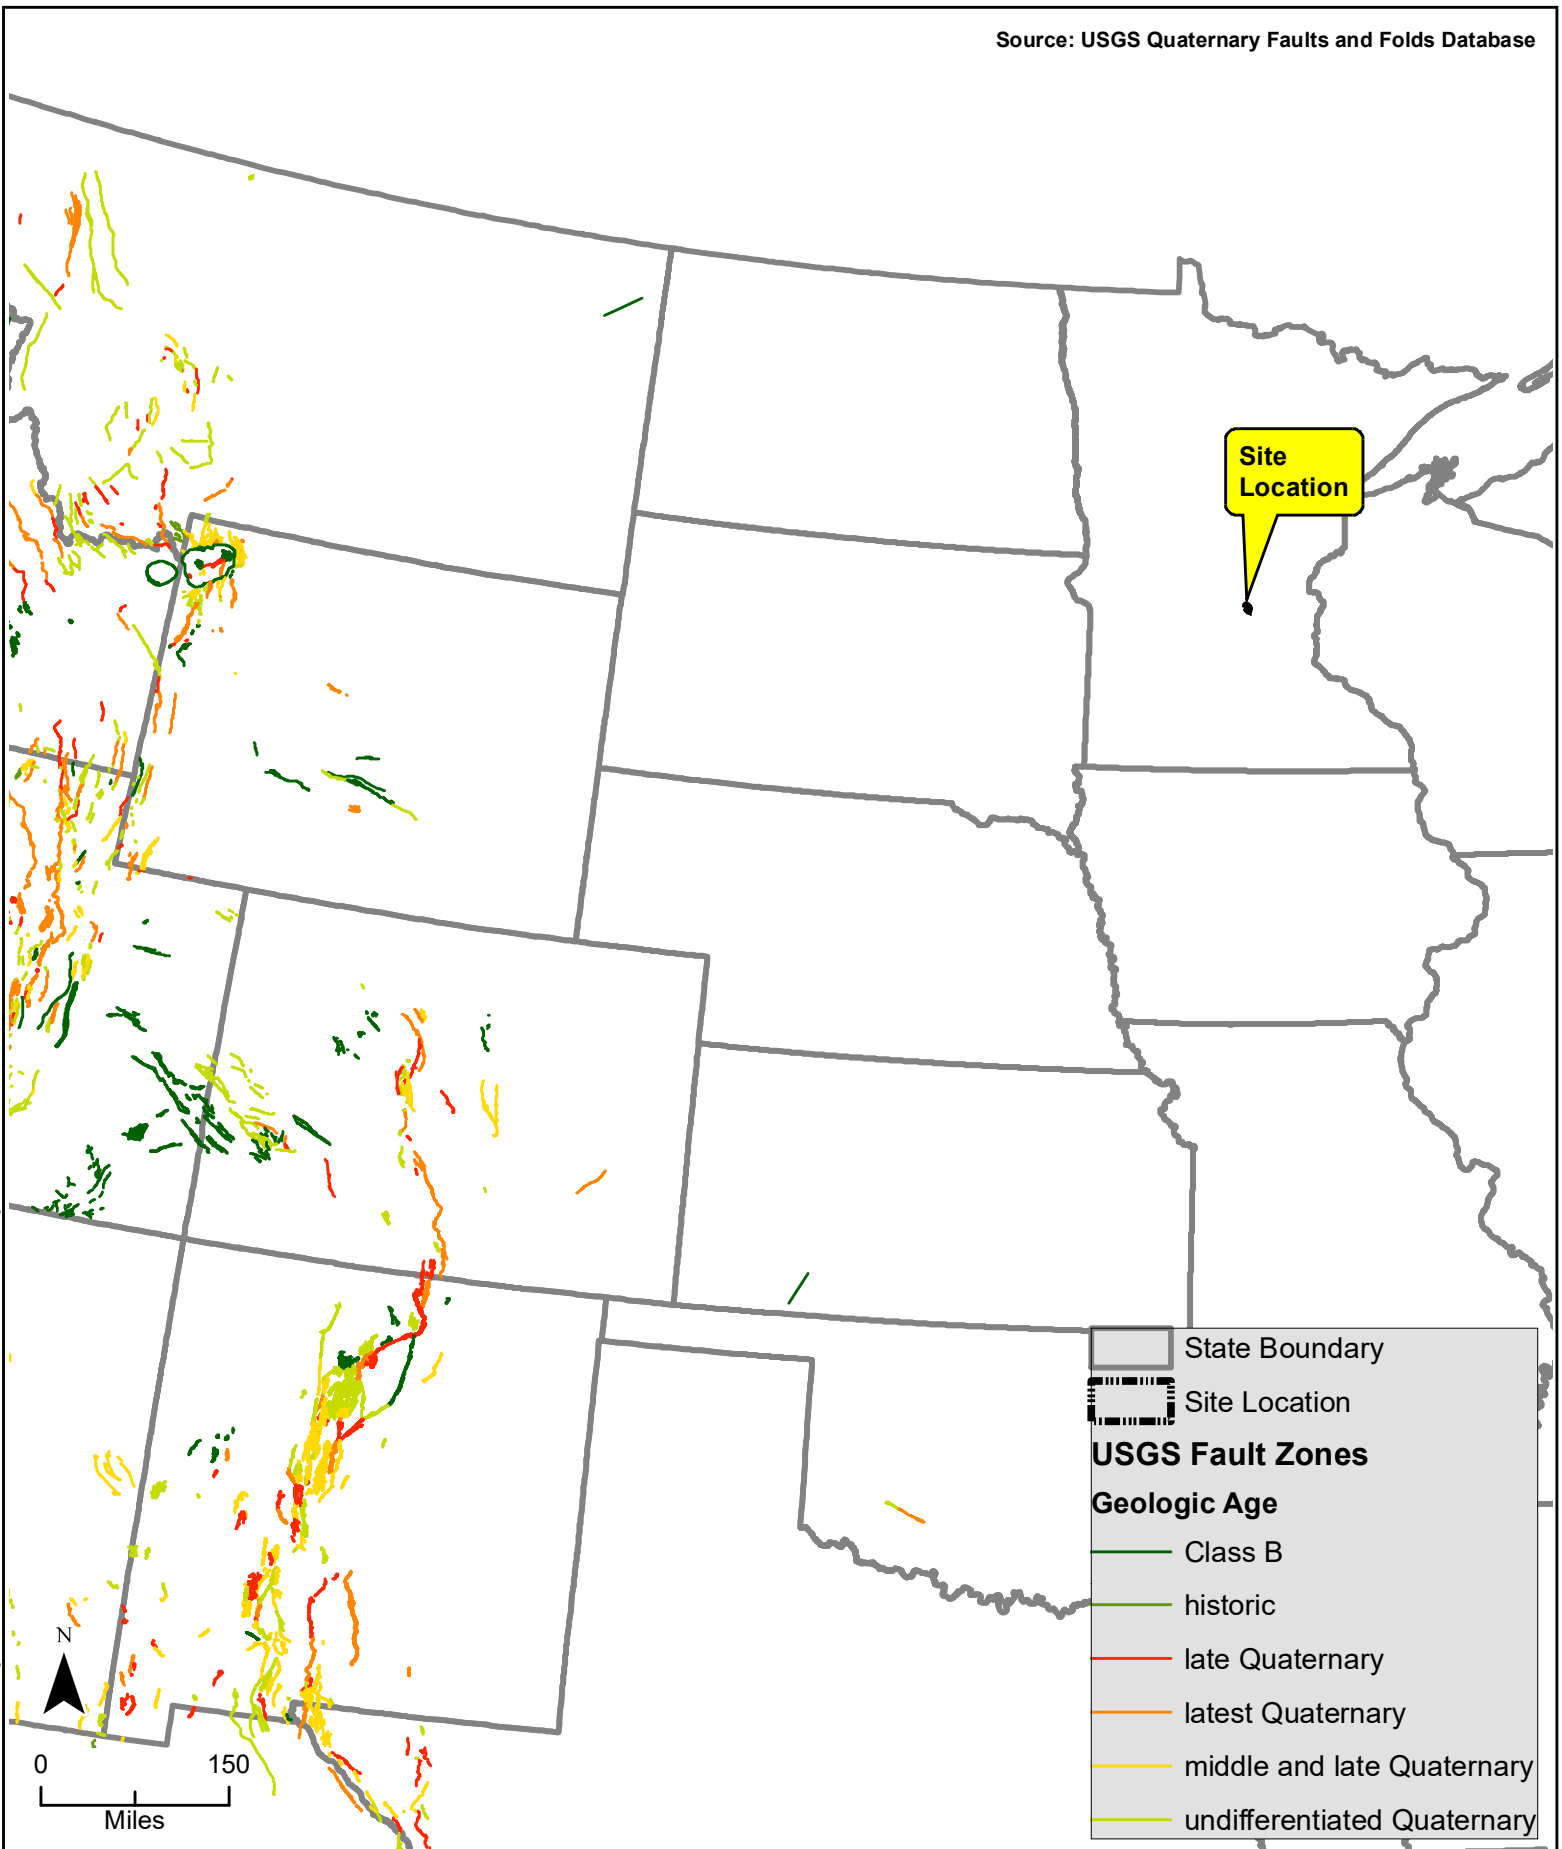 Source: USGS Quaternary Faults and Folds Database
Site
Location
State Boundary
Site Location
USGS Fault Zones
Geologic Age
Class B
historic
late Quaternary
latest Quaternary
middle and late Quaternary
undifferentiated Quaternary
N
0 150
Miles